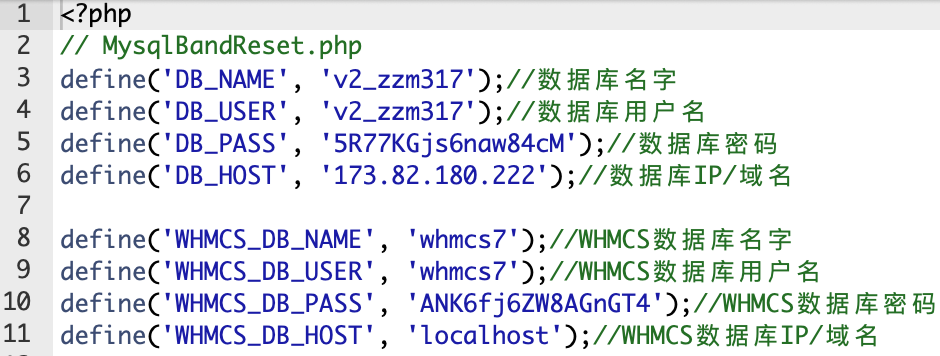 1 <?php
2 // MysqlBandReset.php
3 define('DB_NAME', 'v2_zzm317');//数据库名字
4 define('DB_USER', 'v2_zzm317');//数据库用户名
5 define('DB_PASS', '5R77KGjs6naw84cM');//数据库密码
6 define('DB_HOST', '173.82.180.222');//数据库IP/域名
7
8 define('WHMCS_DB_NAME', 'whmcs7');//WHMCS数据库名字
9 define('WHMCS_DB_USER', 'whmcs7');//WHMCS数据库用户名
10 define('WHMCS_DB_PASS', 'ANK6fj6ZW8AGnGT4');//WHMCS数据库密码
11 define('WHMCS_DB_HOST', 'localhost');//WHMCS数据库IP/域名